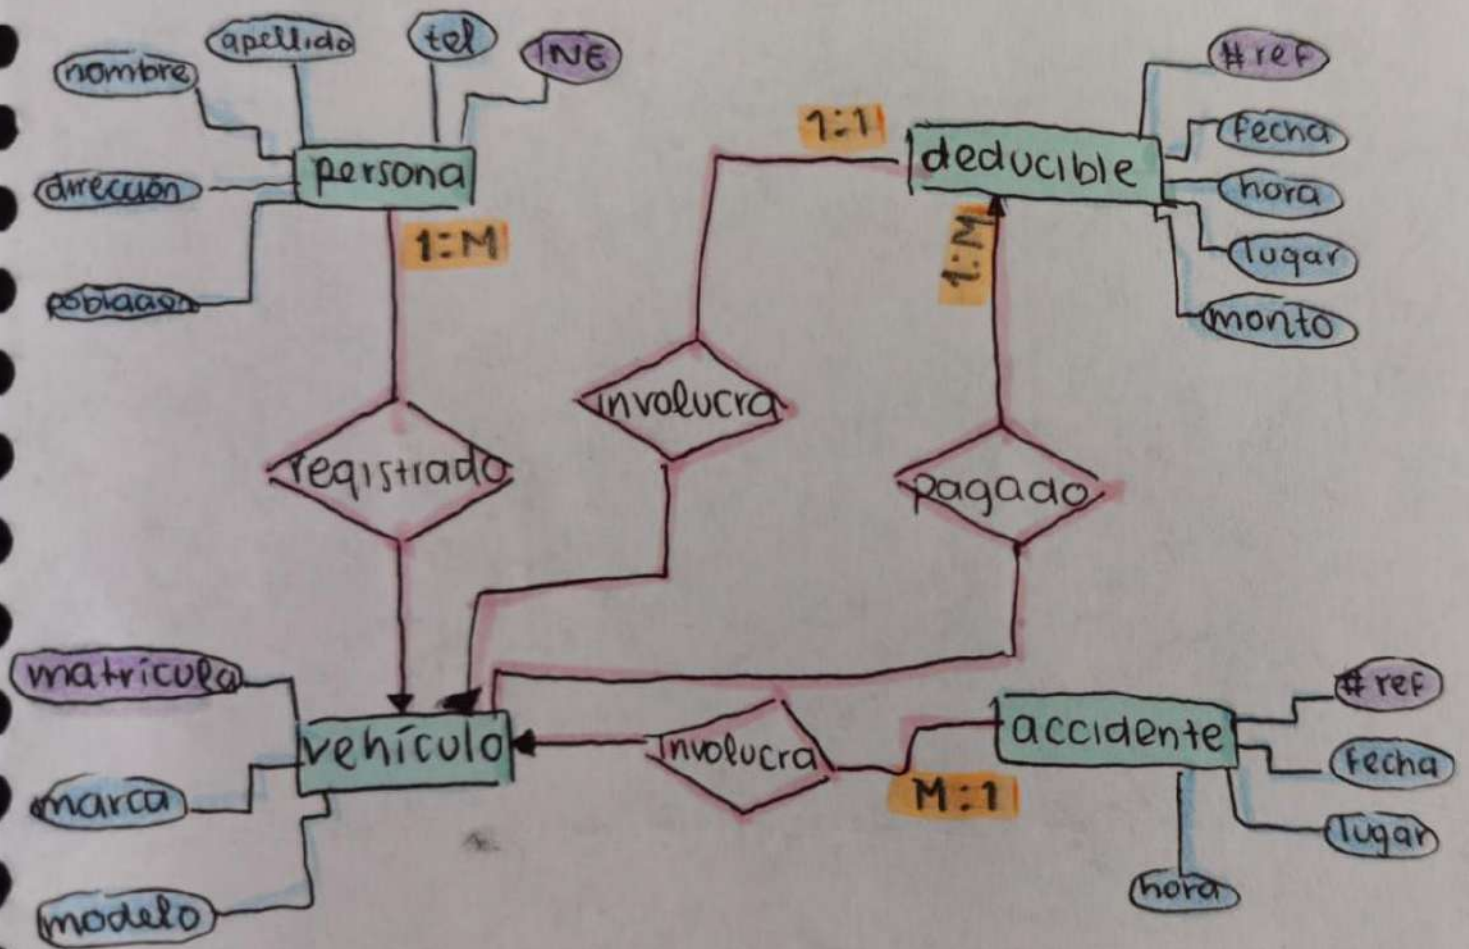 apellido
tel
INE
nombre
persona
dirección
población
1:M
1:1
deducible
#ref
fecha
hora
lugar
monto
1:M
involucra
registrado
pagado
matrícula
vehículo
marca
modelo
involucra
M:1
accidente
#ref
fecha
lugar
hora